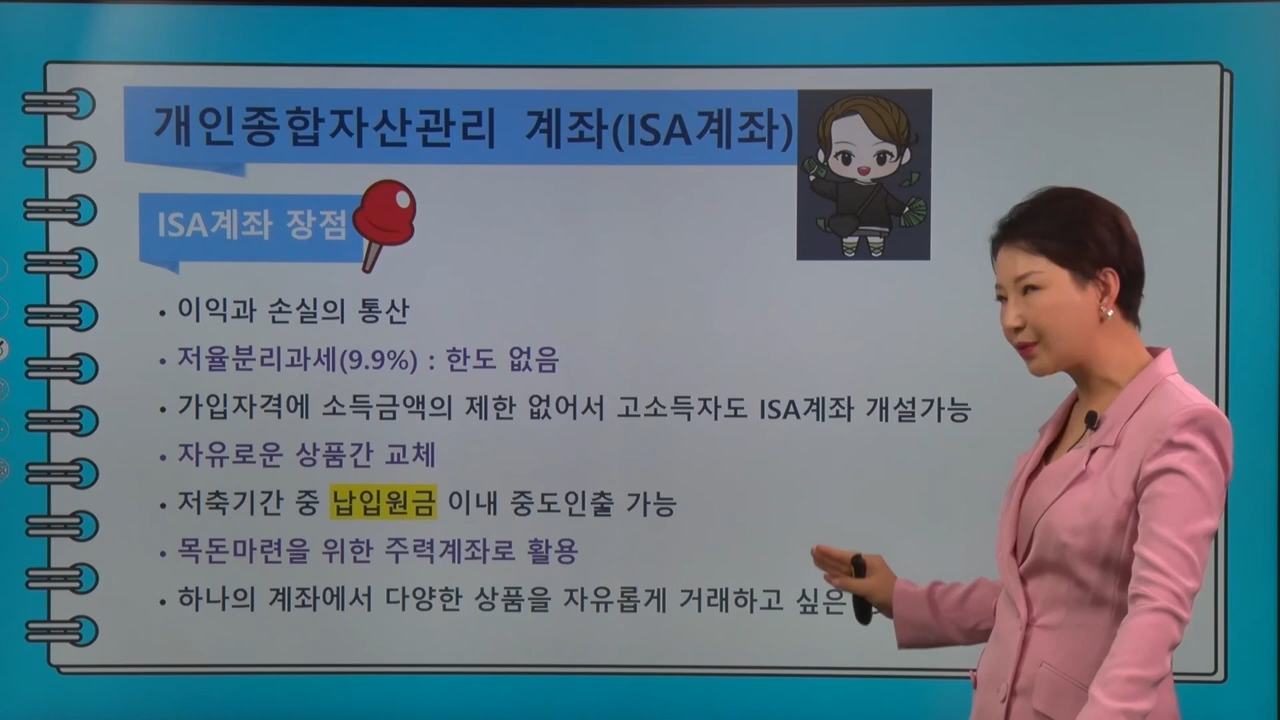 개인종합자산관리 계좌(ISA계좌)
ISA계좌 장점
• 이익과 손실의 통산
• 저율분리과세(9.9%) : 한도 없음
• 가입자격에 소득금액의 제한 없어서 고소득자도 ISA계좌 개설가능
• 자유로운 상품간 교체
• 저축기간 중 납입원금 이내 중도인출 가능
• 목돈마련을 위한 주력계좌로 활용
• 하나의 계좌에서 다양한 상품을 자유롭게 거래하고 싶은